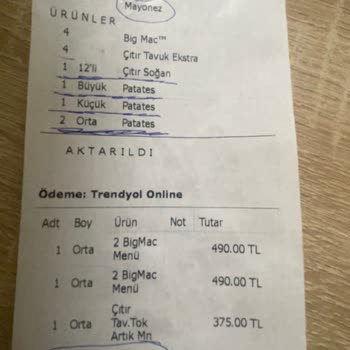 Mayonez
ÜRÜNLER
4 Big Mac™
4 Çıtır Tavuk Ekstra
1 12'li Çıtır Soğan
1 Büyük Patates
1 Küçük Patates
2 Orta Patates
AKTARILDI
Ödeme: Trendyol Online
Adt Boy Ürün Not Tutar
1 Orta 2 BigMac Menü 490.00 TL
1 Orta 2 BigMac Menü 490.00 TL
1 Orta Çıtır Tav.Tok Artık Mn 375.00 TL